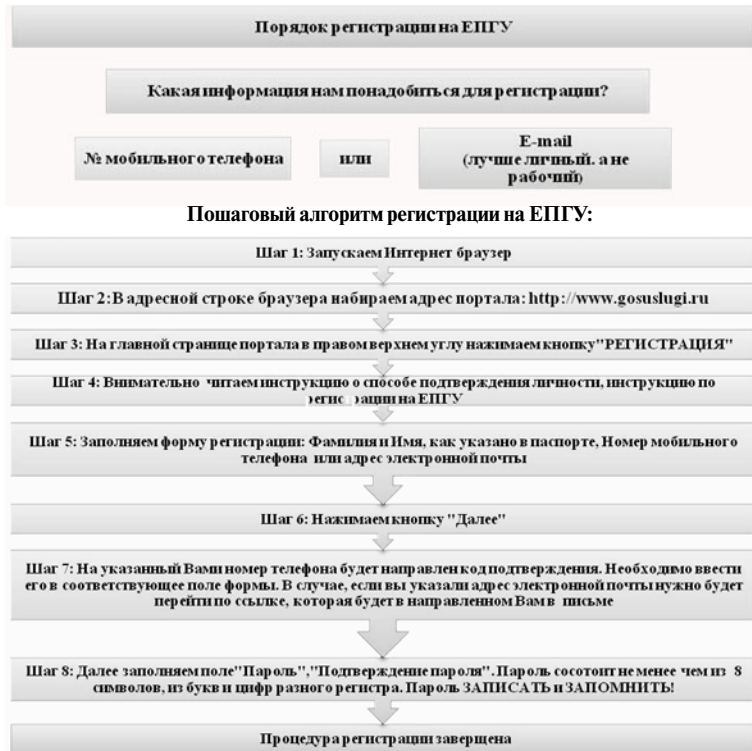 Порядок регистрации на ЕПГУ
Какая информация нам понадобиться для регистрации?
№ мобильного телефона
или
E-mail
(лучше личный. а не
рабочий)
Пошаговый алгоритм регистрации на ЕПГУ:
Шаг 1: Запускаем Интернет браузер
Шаг 2: В адресной строке браузера набираем адрес портала: http://www.gosuslugi.ru
Шаг 3: На главной странице портала в правом верхнем углу нажимаем кнопку "РЕГИСТРАЦИЯ"
Шаг 4: Внимательно читаем инструкцию о способе подтверждения личности, инструкцию по
регистрации на ЕПГУ
Шаг 5: Заполняем форму регистрации: Фамилия и Имя, как указано в паспорте, Номер мобильного
телефона или адрес электронной почты
Шаг 6: Нажимаем кнопку "Далее"
Шаг 7: На указанный Вами номер телефона будет направлен код подтверждения. Необходимо ввести
его в соответствующее поле формы. В случае, если вы указали адрес электронной почты нужно будет
перейти по ссылке, которая будет в направленном Вам в письме
Шаг 8: Далее заполняем поле "Пароль", "Подтверждение пароля". Пароль сосотоит не менее чем из 8
символов, из букв и цифр разного регистра. Пароль ЗАПИСАТЬ и ЗАПОМНИТЬ!
Процедура регистрации заверщена